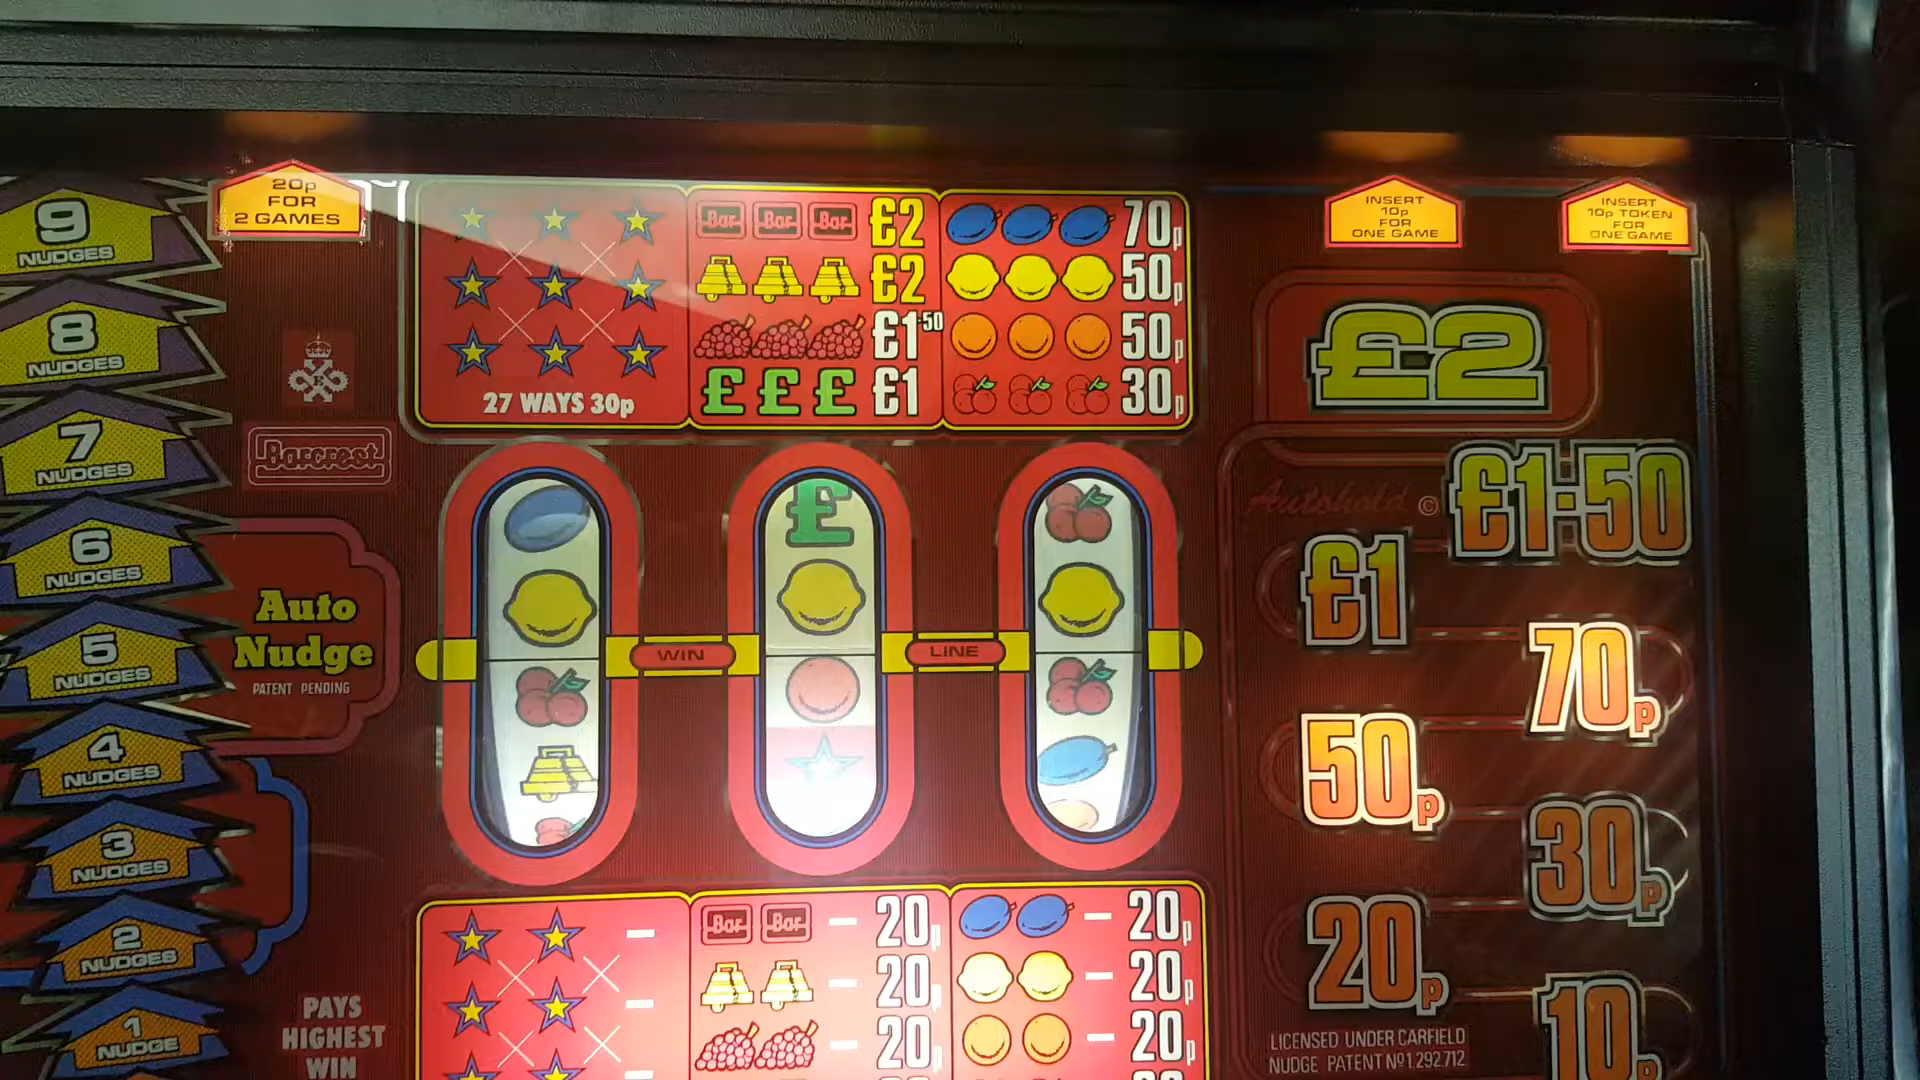 20p
FOR
2 GAMES
INSERT
10p
FOR
ONE GAME
INSERT
10p TOKEN
FOR
ONE GAME
9
NUDGES
8
NUDGES
7
NUDGES
6
NUDGES
5
NUDGES
4
NUDGES
3
NUDGES
2
NUDGES
1
NUDGE
Barcrest
Auto
Nudge
PATENT PENDING
PAYS
HIGHEST
WIN
27 WAYS 30p
Bar Bar Bar £2
£2
£1·50
£ £ £ £1
70p
50p
50p
30p
£
WIN
LINE
Bar Bar - 20p
- 20p
- 20p
- 20p
- 20p
- 20p
£2
Autohold ©
£1·50
£1
70p
50p
30p
20p
10p
LICENSED UNDER CARFIELD
NUDGE PATENT Nº1.292.712